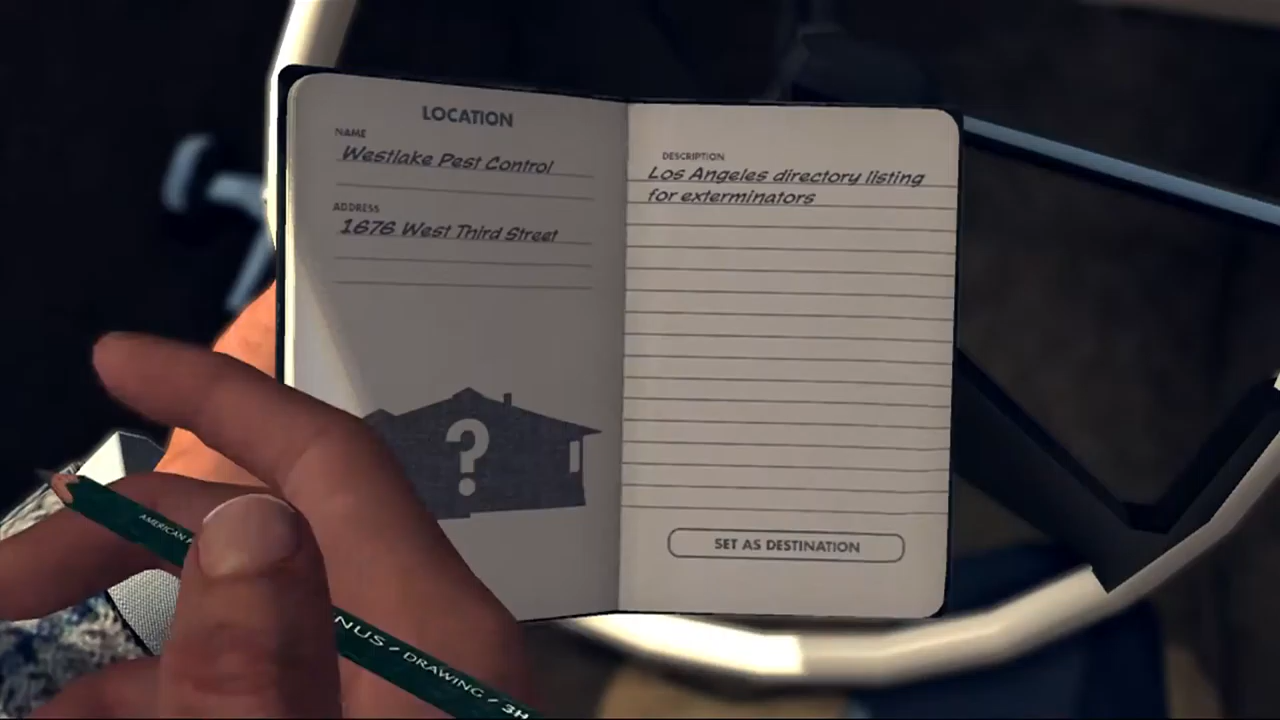 LOCATION
NAME
Westlake Pest Control
ADDRESS
1676 West Third Street
DESCRIPTION
Los Angeles directory listing
for exterminators
?
SET AS DESTINATION
AMERICAN
NUS / DRAWING / 3H